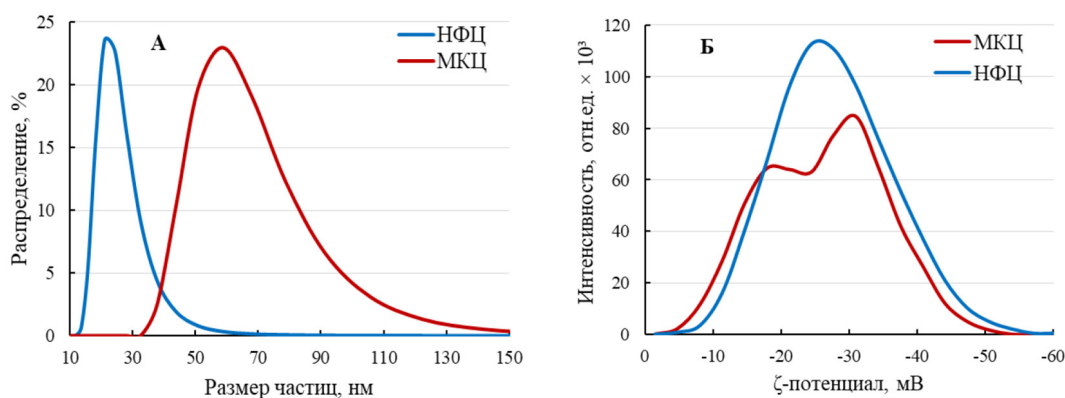 А
НФЦ
МКЦ
Распределение, %
25
20
15
10
5
0
10 30 50 70 90 110 130 150
Размер частиц, нм
Б
МКЦ
НФЦ
Интенсивность, отн.ед. × 10³
120
100
80
60
40
20
0
0 -10 -20 -30 -40 -50 -60
ζ-потенциал, мВ